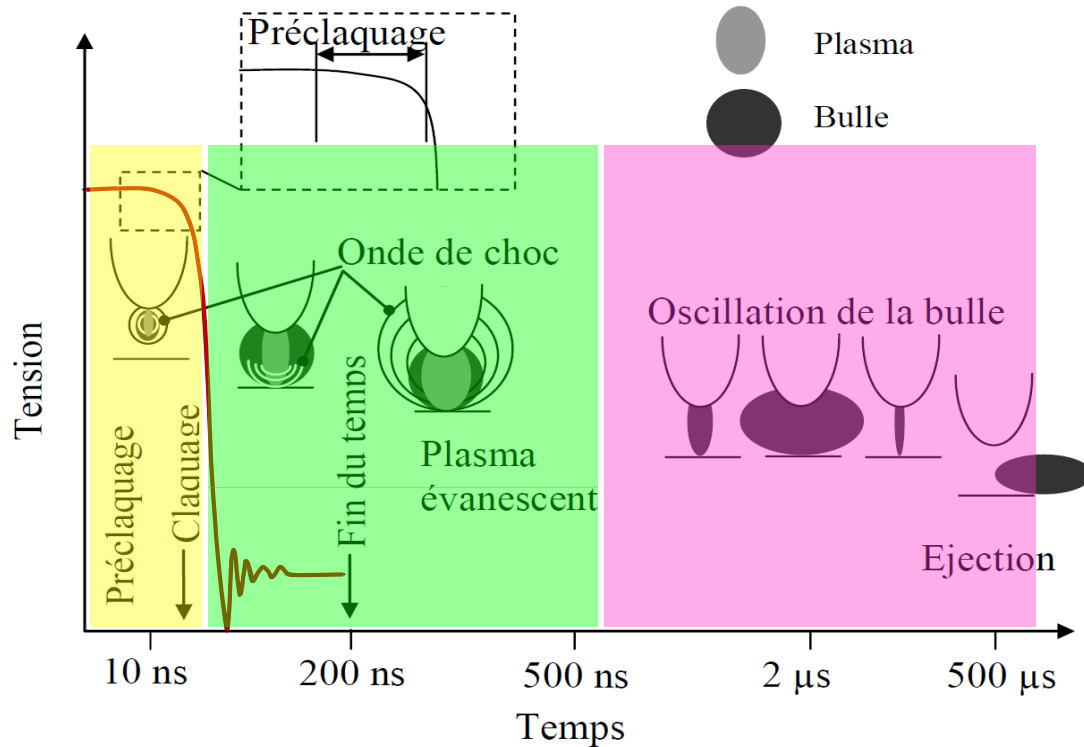 Préclaquage
Plasma
Bulle
Onde de choc
Oscillation de la bulle
Tension
Préclaquage
Claquage
Fin du temps
Plasma
évanescent
Ejection
10 ns
200 ns
500 ns
2 μs
500 μs
Temps